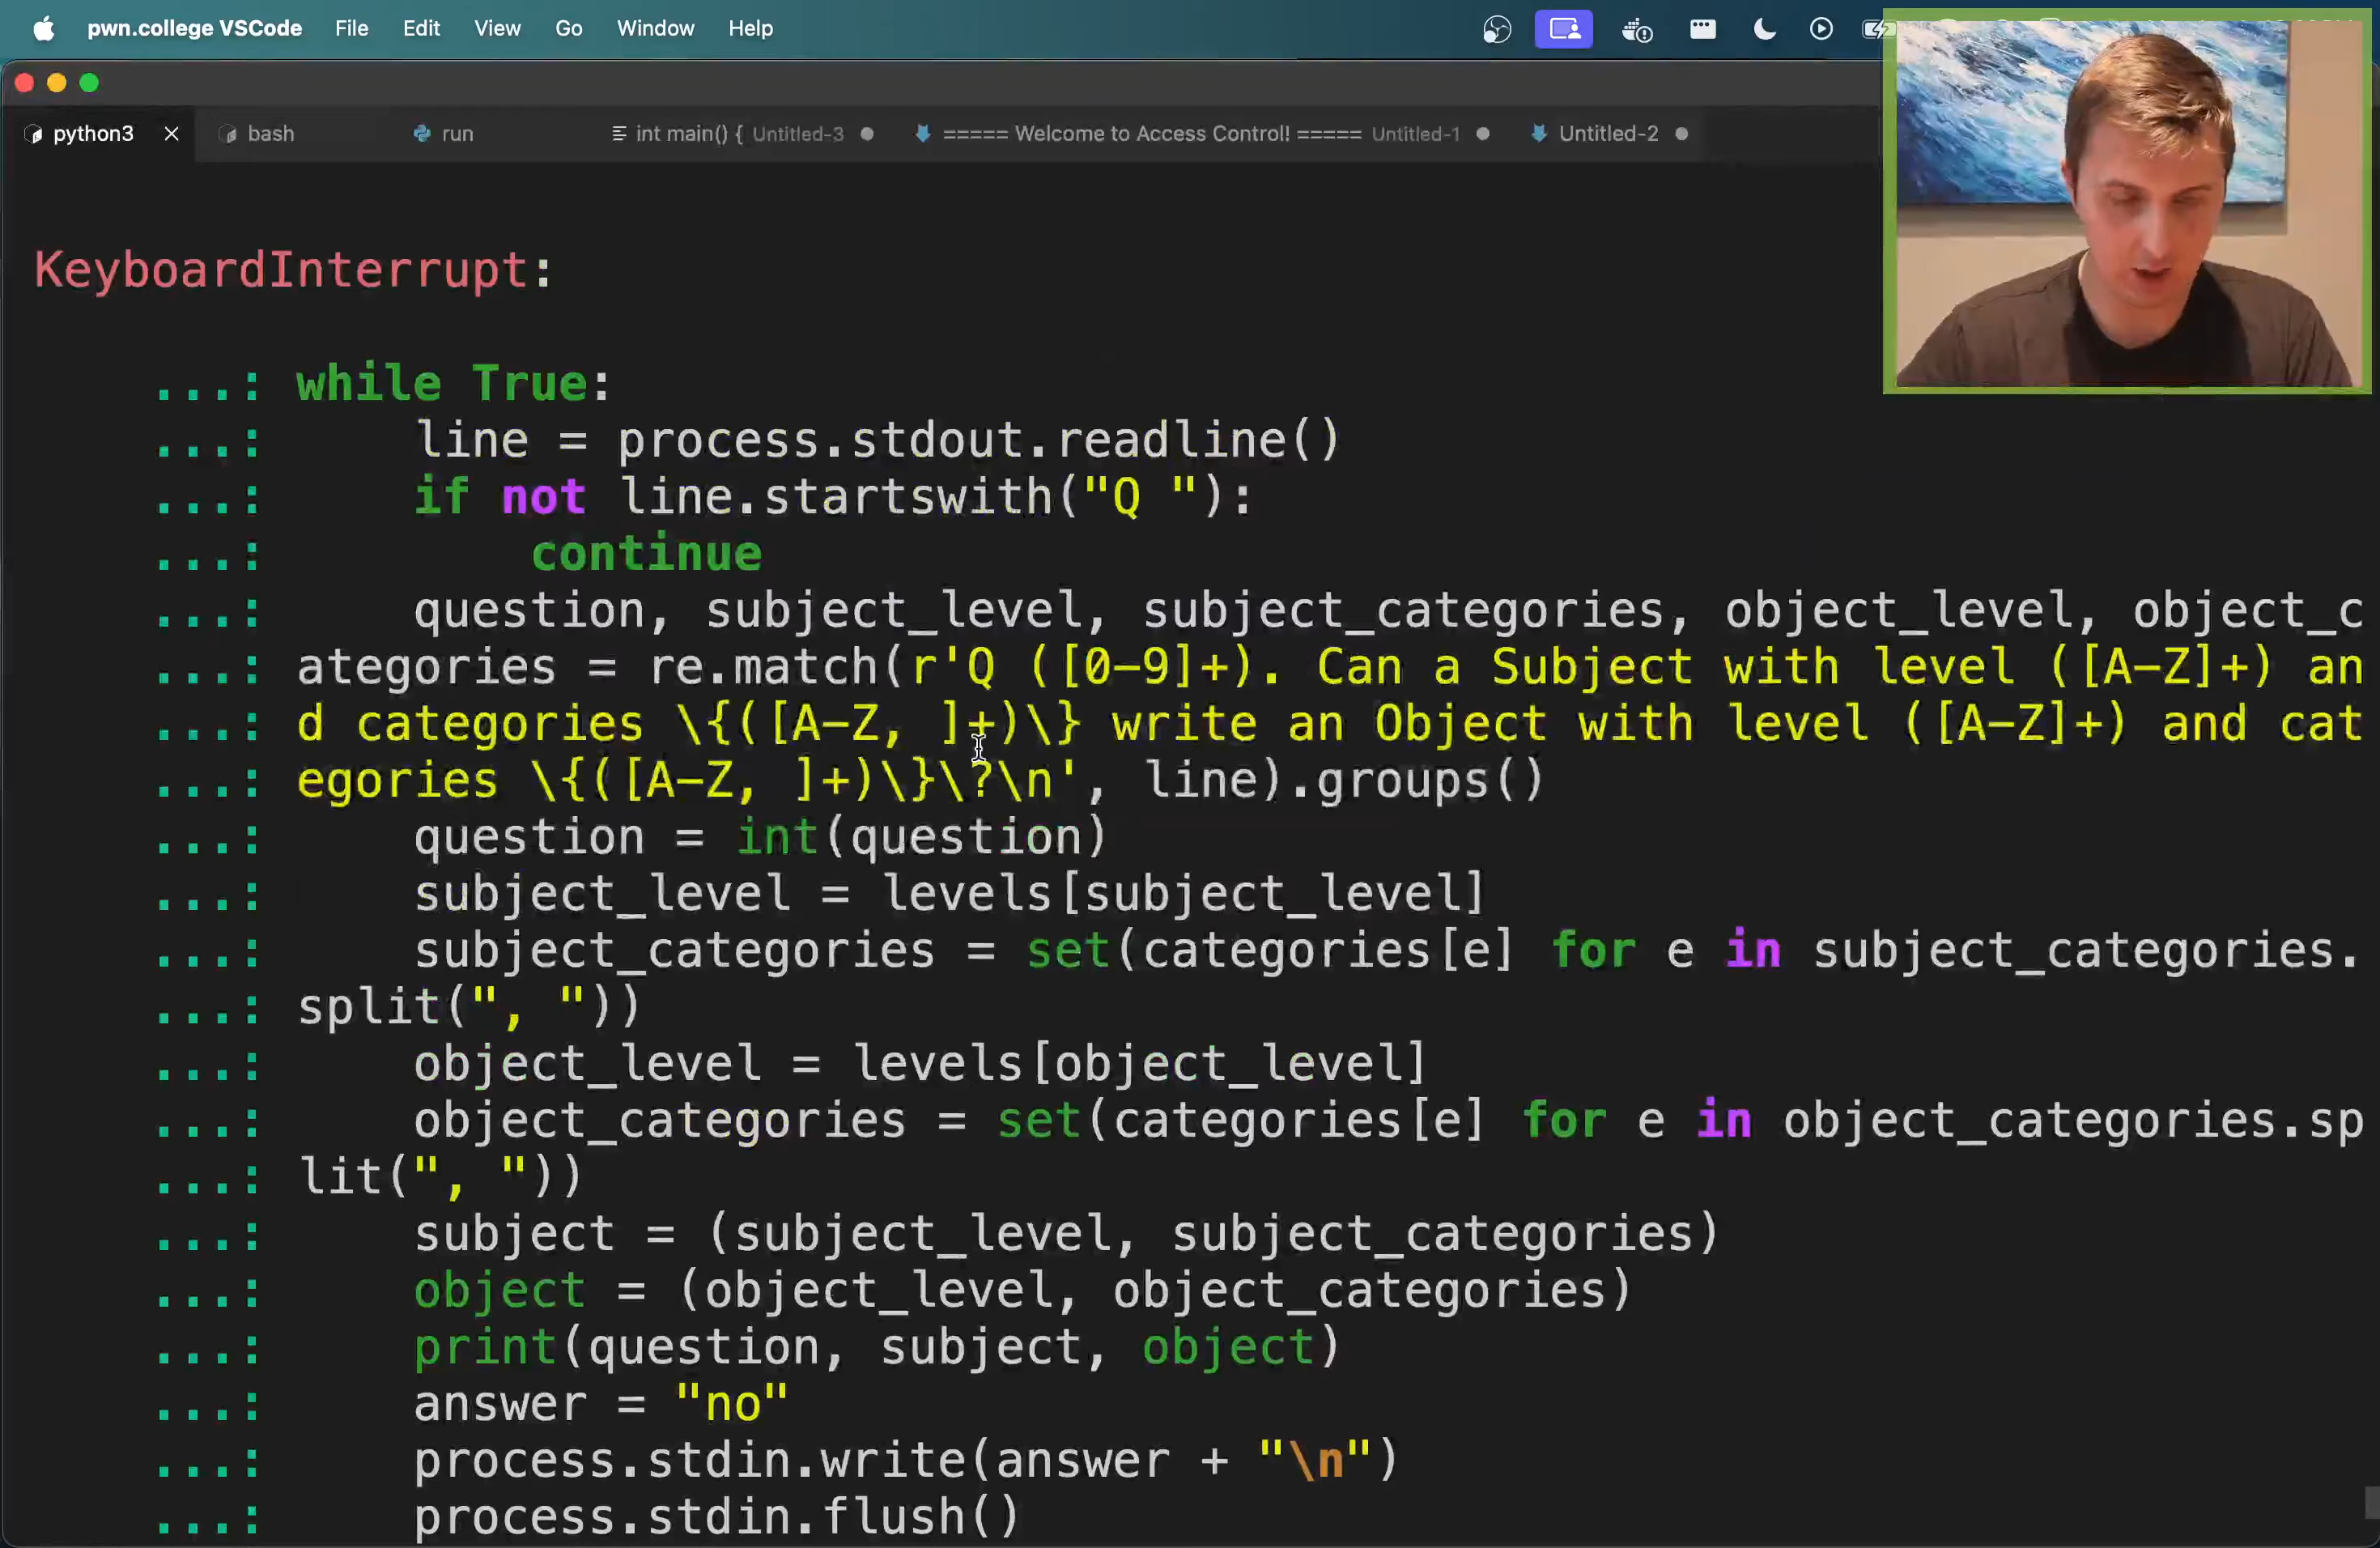 pwn.college VSCode File Edit View Go Window Help
python3 bash run int main() { Untitled-3 ===== Welcome to Access Control! ===== Untitled-1 Untitled-2
KeyboardInterrupt:
...: while True:
...:     line = process.stdout.readline()
...:     if not line.startswith("Q "):
...:         continue
...:     question, subject_level, subject_categories, object_level, object_c
...: ategories = re.match(r'Q ([0-9]+). Can a Subject with level ([A-Z]+) an
...: d categories \{([A-Z, ]+)\} write an Object with level ([A-Z]+) and cat
...: egories \{([A-Z, ]+)\}\?\n', line).groups()
...:     question = int(question)
...:     subject_level = levels[subject_level]
...:     subject_categories = set(categories[e] for e in subject_categories.
...: split(", "))
...:     object_level = levels[object_level]
...:     object_categories = set(categories[e] for e in object_categories.sp
...: lit(", "))
...:     subject = (subject_level, subject_categories)
...:     object = (object_level, object_categories)
...:     print(question, subject, object)
...:     answer = "no"
...:     process.stdin.write(answer + "\n")
...:     process.stdin.flush()